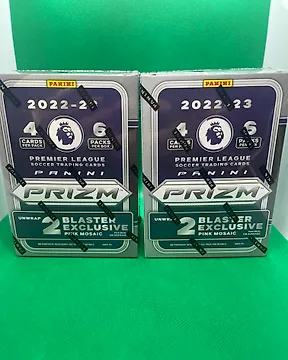 PANINI
2022-23
4
CARDS
PER PACK
6
PACKS
PER BOX
PREMIER LEAGUE
SOCCER TRADING CARDS
PANINI
PRIZM
UNWRAP
2
BLASTER
EXCLUSIVE
PINK MOSAIC
PANINI
2022-23
4
CARDS
PER PACK
6
PACKS
PER BOX
PREMIER LEAGUE
SOCCER TRADING CARDS
PANINI
PRIZM
UNWRAP
2
BLASTER
EXCLUSIVE
PINK MOSAIC